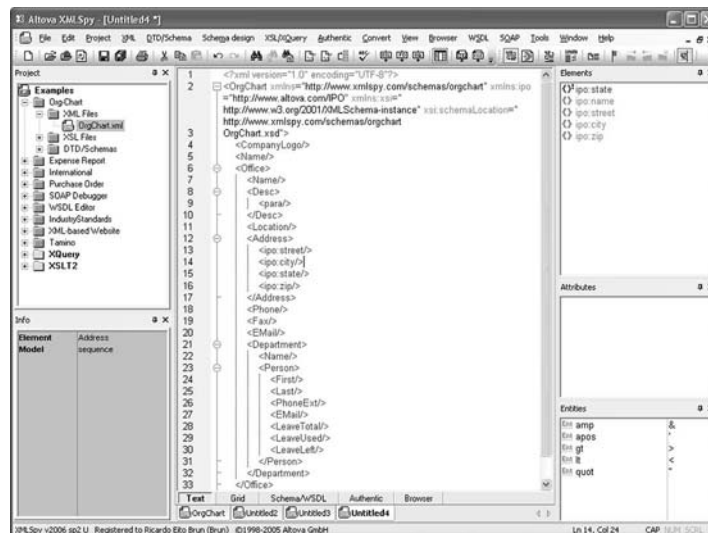 Altova XMLSpy - [Untitled4 *]
File Edit Project XML DTD/Schema Schema design XSL/XQuery Authentic Convert View Browser WSDL SOAP Tools Window Help
Project
Examples
Org-Chart
XML Files
OrgChart.xml
XSL Files
DTD/Schemas
Expense Report
International
Purchase Order
SOAP Debugger
WSDL Editor
IndustryStandards
XML-based Website
Tamino
XQuery
XSLT2
Info
Element Address
Model sequence
1 <?xml version="1.0" encoding="UTF-8"?>
2 <OrgChart xmlns="http://www.xmlspy.com/schemas/orgchart" xmlns:ipo
="http://www.altova.com/IPO" xmlns:xsi="
http://www.w3.org/2001/XMLSchema-instance" xsi:schemaLocation="
http://www.xmlspy.com/schemas/orgchart
3 OrgChart.xsd">
4 <CompanyLogo/>
5 <Name/>
6 <Office>
7 <Name/>
8 <Desc>
9 <para/>
10 </Desc>
11 <Location/>
12 <Address>
13 <ipo:street/>
14 <ipo:city/>
15 <ipo:state/>
16 <ipo:zip/>
17 </Address>
18 <Phone/>
19 <Fax/>
20 <EMail/>
21 <Department>
22 <Name/>
23 <Person>
24 <First/>
25 <Last/>
26 <PhoneExt/>
27 <EMail/>
28 <LeaveTotal/>
29 <LeaveUsed/>
30 <LeaveLeft/>
31 </Person>
32 </Department>
33 </Office>
Text Grid Schema/WSDL Authentic Browser
OrgChart Untitled2 Untitled3 Untitled4
Elements
ipo:state
ipo:name
ipo:street
ipo:city
ipo:zip
Attributes
Entities
Ent amp &
Ent apos '
Ent gt >
Ent lt <
Ent quot "
XMLSpy v2006 sp2 U Registered to Ricardo Eito Brun (Brun) ©1998-2005 Altova GmbH Ln 14, Col 24 CAP NUM SCRL